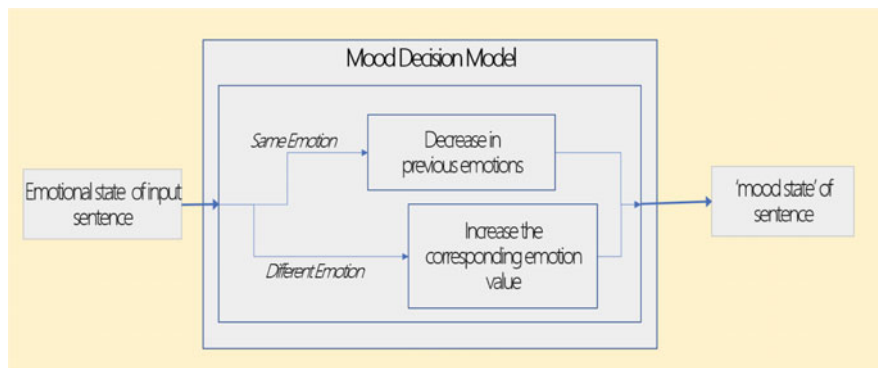 Mood Decision Model
Same Emotion
Decrease in
previous emotions
Emotional state of input
sentence
'mood state' of
sentence
Increase the
corresponding emotion
value
Different Emotion